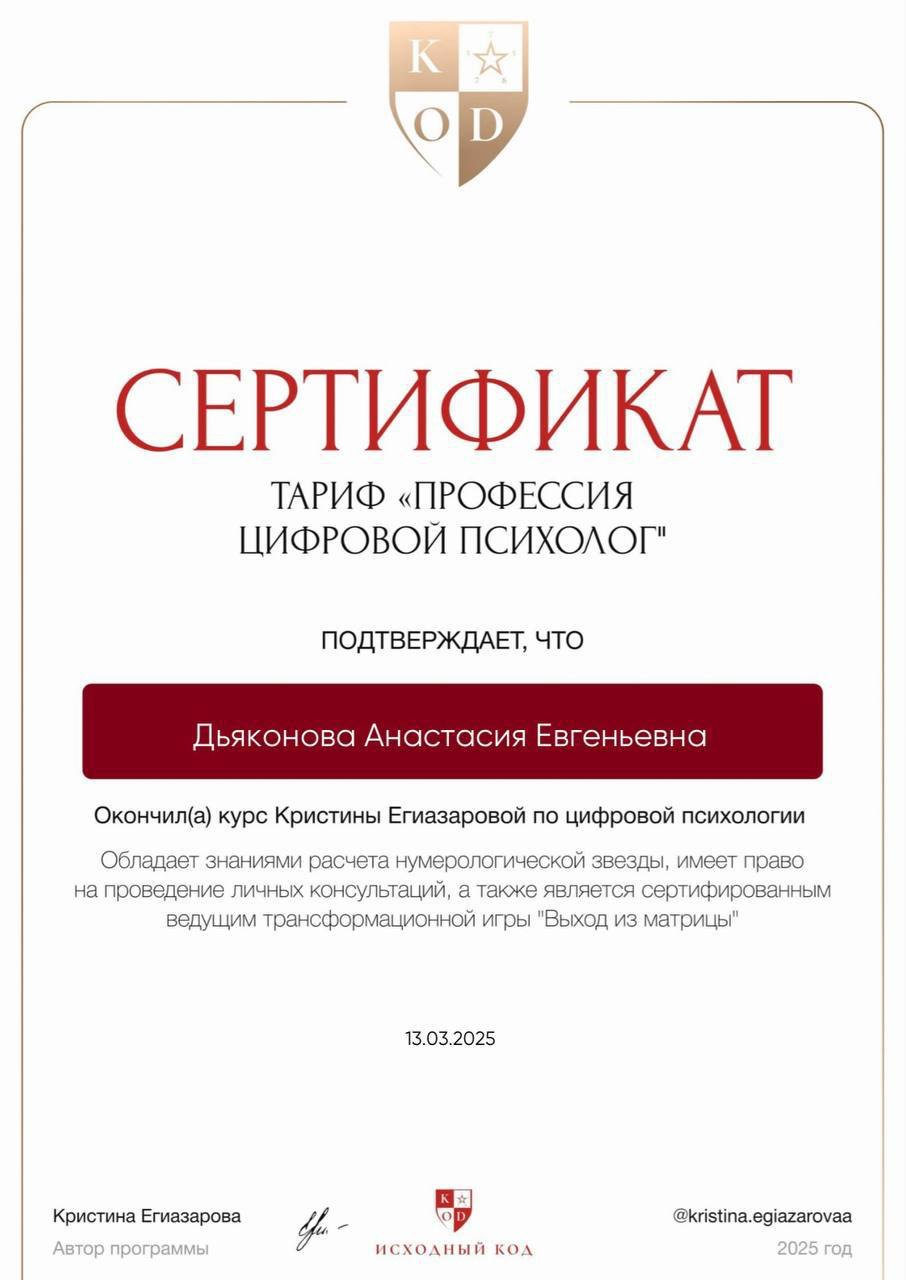 K
O D
СЕРТИФИКАТ
ТАРИФ «ПРОФЕССИЯ
ЦИФРОВОЙ ПСИХОЛОГ"
ПОДТВЕРЖДАЕТ, ЧТО
Дьяконова Анастасия Евгеньевна
Окончил(а) курс Кристины Егиазаровой по цифровой психологии
Обладает знаниями расчета нумерологической звезды, имеет право
на проведение личных консультаций, а также является сертифированным
ведущим трансформационной игры "Выход из матрицы"
13.03.2025
K
O D
Кристина Егиазарова
@kristina.egiazarovaa
Автор программы
ИСХОДНЫЙ КОД
2025 год